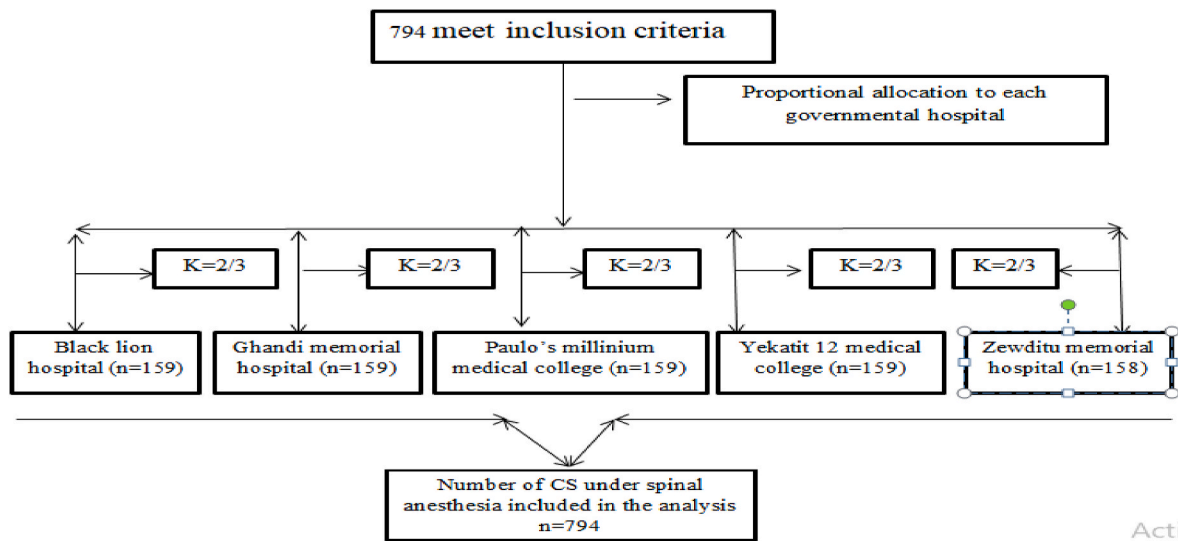 794 meet inclusion criteria
Proportional allocation to each
governmental hospital
K=2/3
K=2/3
K=2/3
K=2/3
K=2/3
Black lion
hospital (n=159)
Ghandi memorial
hospital (n=159)
Paulo's millinium
medical college (n=159)
Yekatit 12 medical
college (n=159)
Zewditu memorial
hospital (n=158)
Number of CS under spinal
anesthesia included in the analysis
n=794
Acti